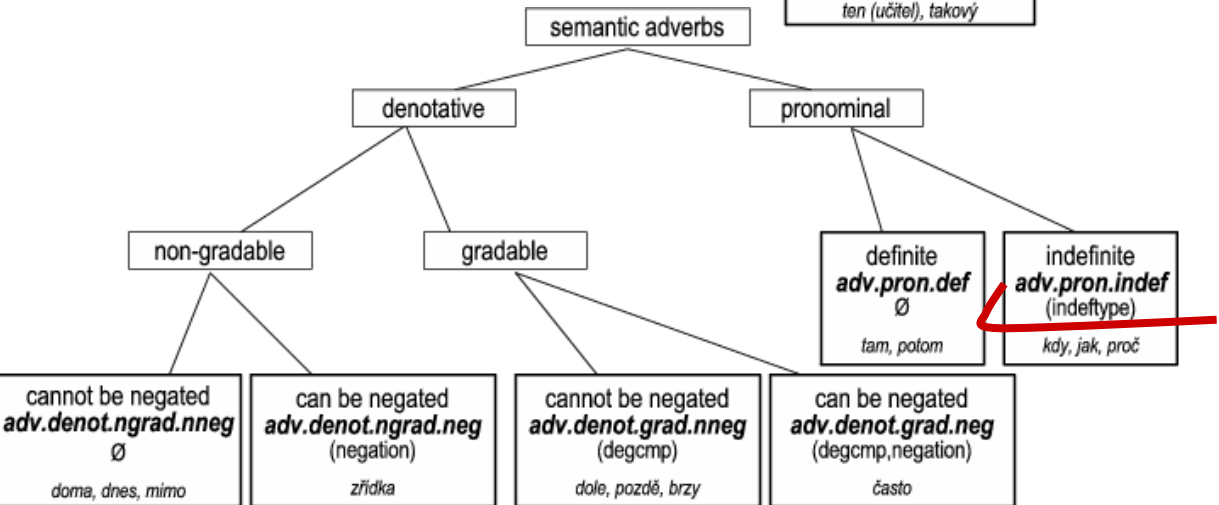 ten (učitel), takový
semantic adverbs
denotative
pronominal
non-gradable
gradable
definite
adv.pron.def
Ø
tam, potom
indefinite
adv.pron.indef
(indeftype)
kdy, jak, proč
cannot be negated
adv.denot.ngrad.nneg
Ø
doma, dnes, mimo
can be negated
adv.denot.ngrad.neg
(negation)
zřídka
cannot be negated
adv.denot.grad.nneg
(degcmp)
dole, pozdě, brzy
can be negated
adv.denot.grad.neg
(degcmp,negation)
často